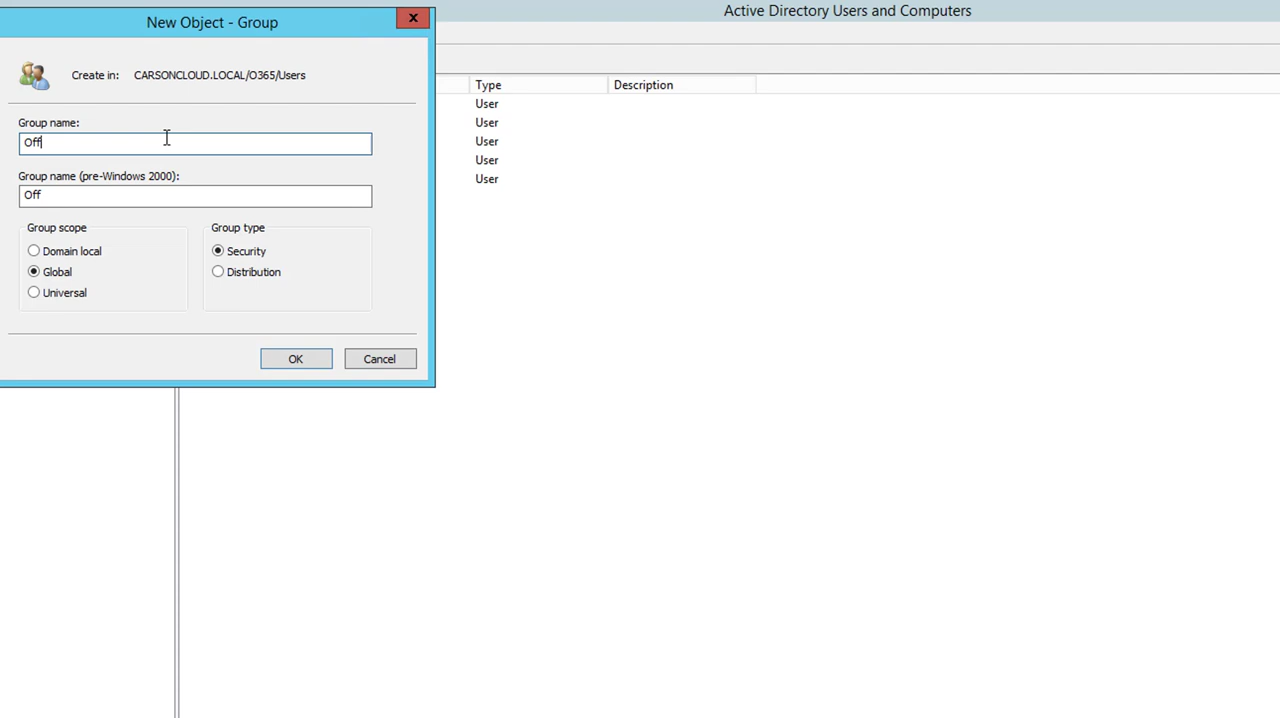 Active Directory Users and Computers
New Object - Group
Create in: CARSONCLOUD.LOCAL/O365/Users
Group name:
Off
Group name (pre-Windows 2000):
Off
Group scope
Domain local
Global
Universal
Group type
Security
Distribution
OK Cancel
Type Description
User
User
User
User
User